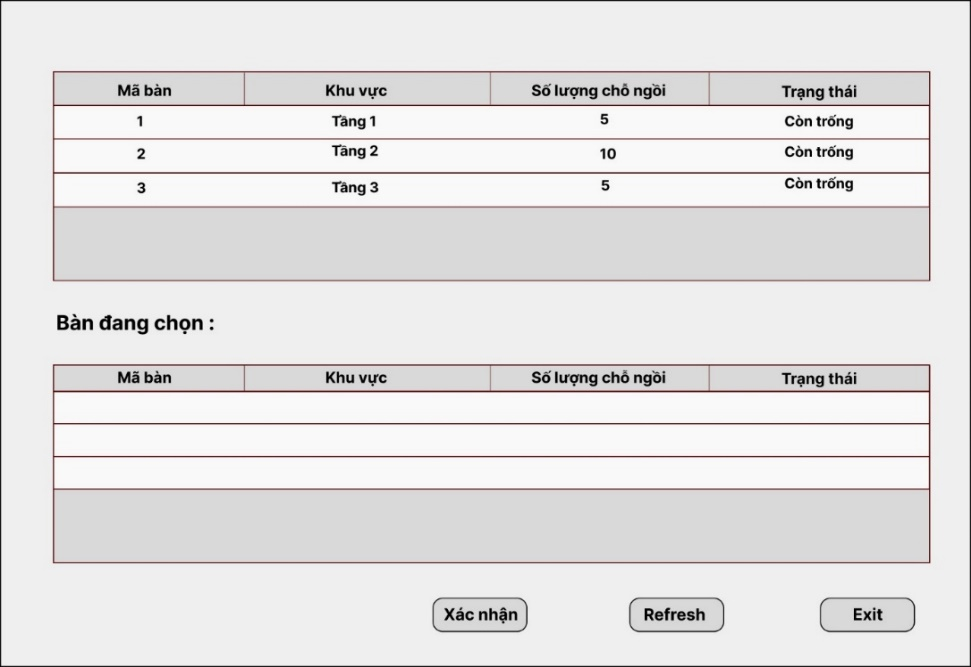 Mã bàn Khu vực Số lượng chỗ ngồi Trạng thái
1 Tầng 1 5 Còn trống
2 Tầng 2 10 Còn trống
3 Tầng 3 5 Còn trống
Bàn đang chọn :
Mã bàn Khu vực Số lượng chỗ ngồi Trạng thái
Xác nhận Refresh Exit